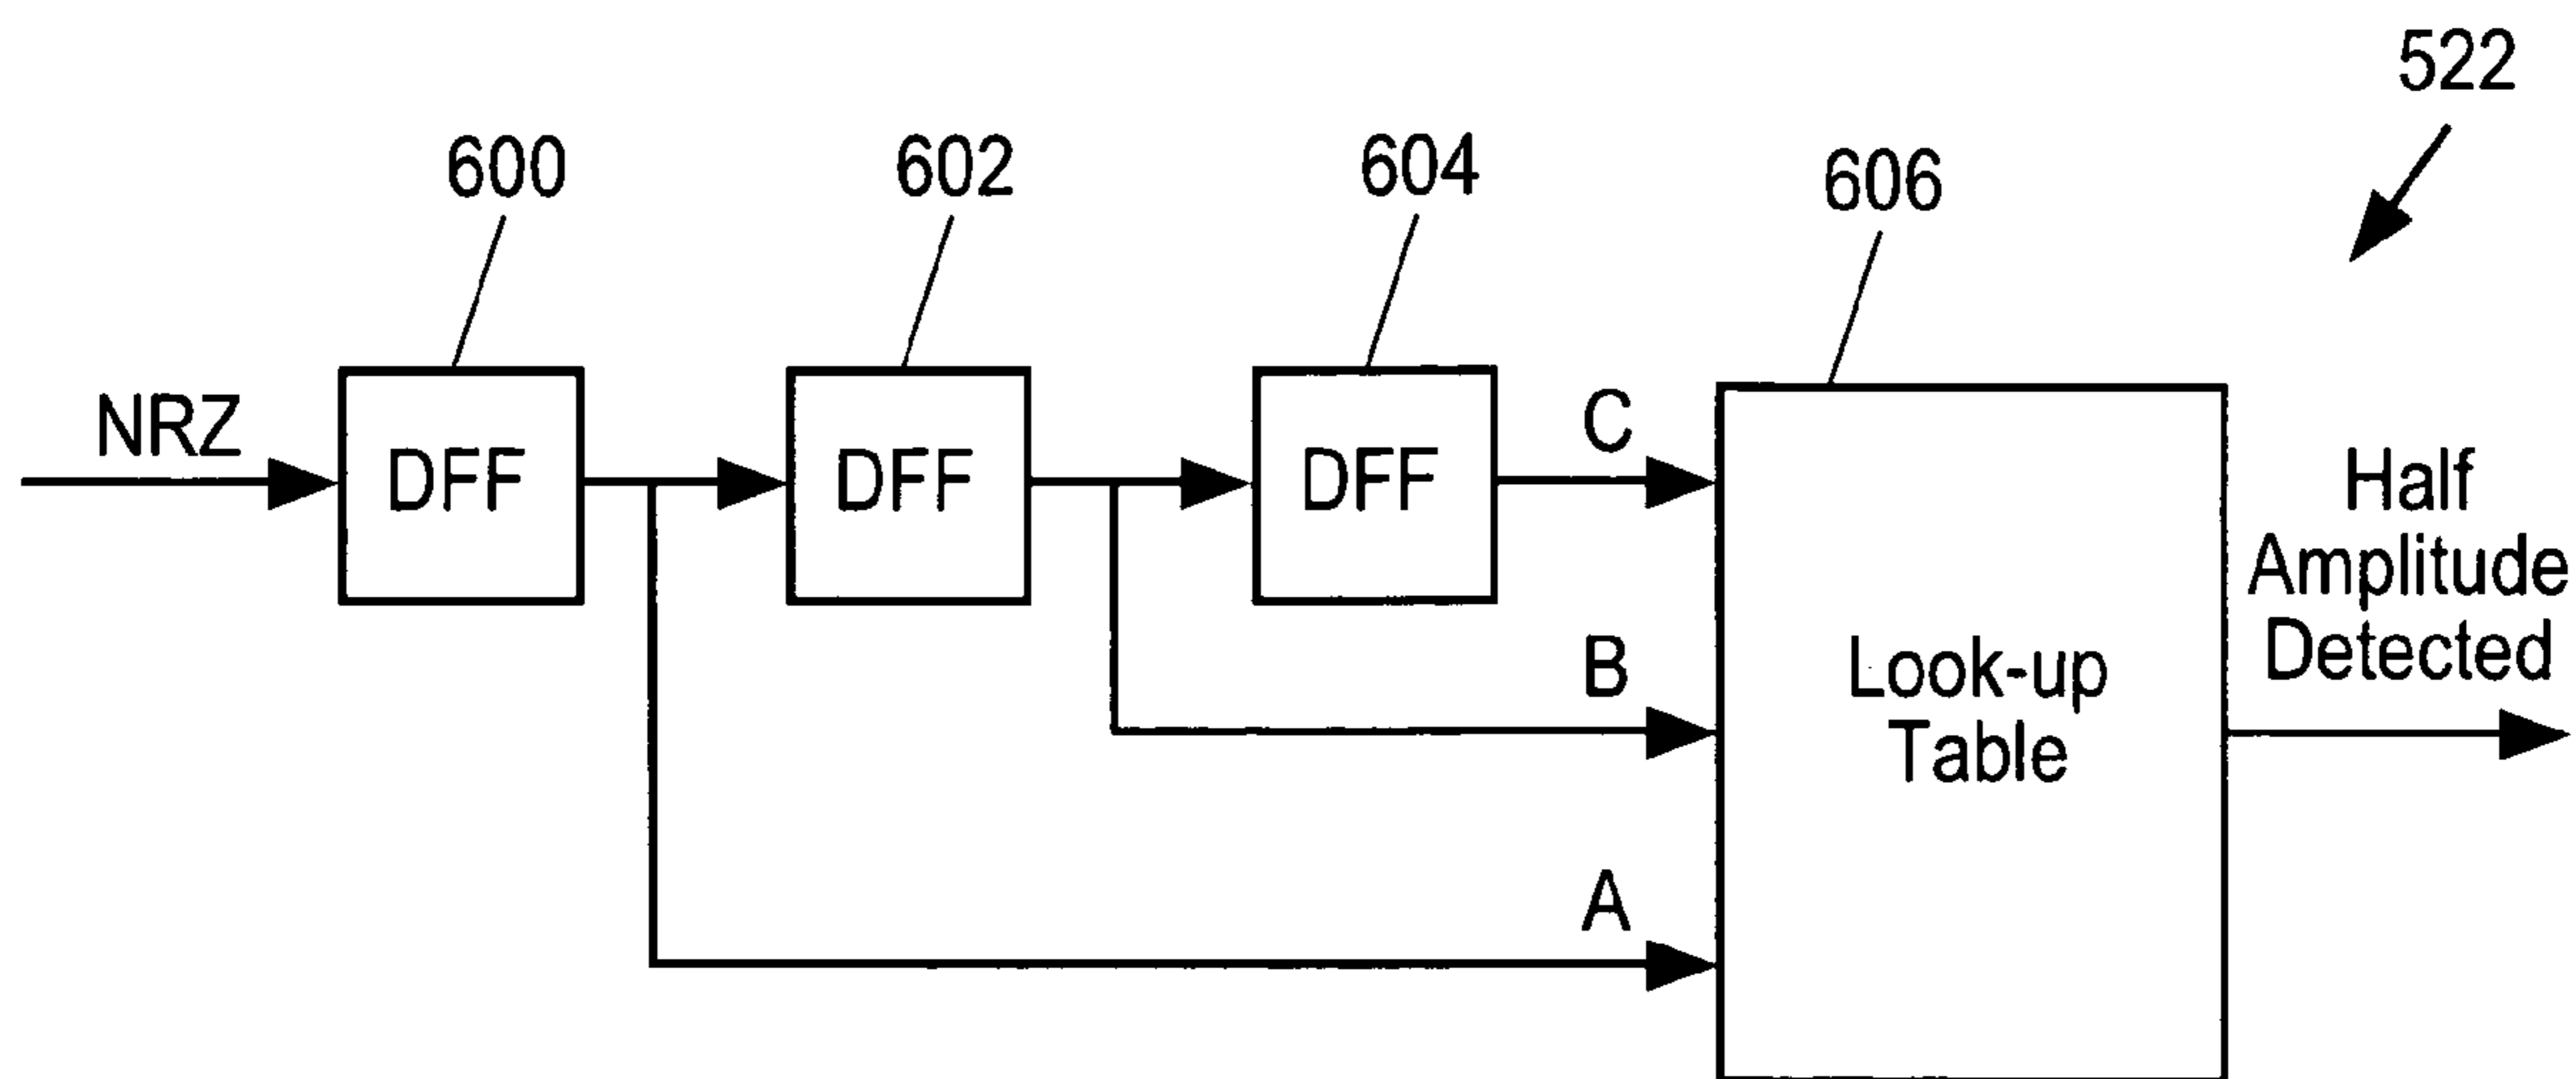 522
600
602
604
606
NRZ
DFF
DFF
DFF
C
B
A
Look-up
Table
Half
Amplitude
Detected